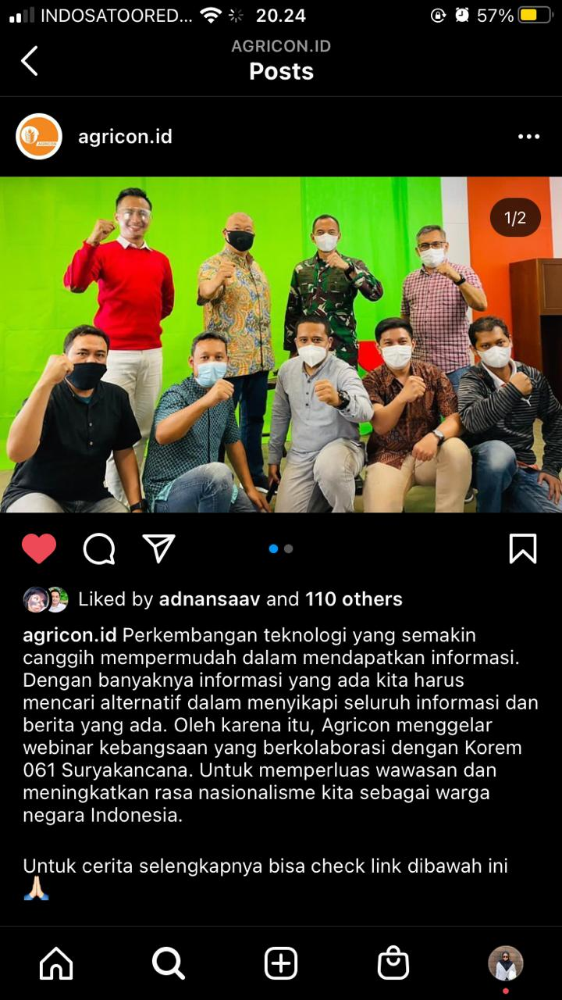 INDOSATOORED... 20.24 57%
AGRICON.ID
Posts
agricon.id
1/2
Liked by adnansaav and 110 others
agricon.id Perkembangan teknologi yang semakin
canggih mempermudah dalam mendapatkan informasi.
Dengan banyaknya informasi yang ada kita harus
mencari alternatif dalam menyikapi seluruh informasi dan
berita yang ada. Oleh karena itu, Agricon menggelar
webinar kebangsaan yang berkolaborasi dengan Korem
061 Suryakancana. Untuk memperluas wawasan dan
meningkatkan rasa nasionalisme kita sebagai warga
negara Indonesia.
Untuk cerita selengkapnya bisa check link dibawah ini
🙏🏻